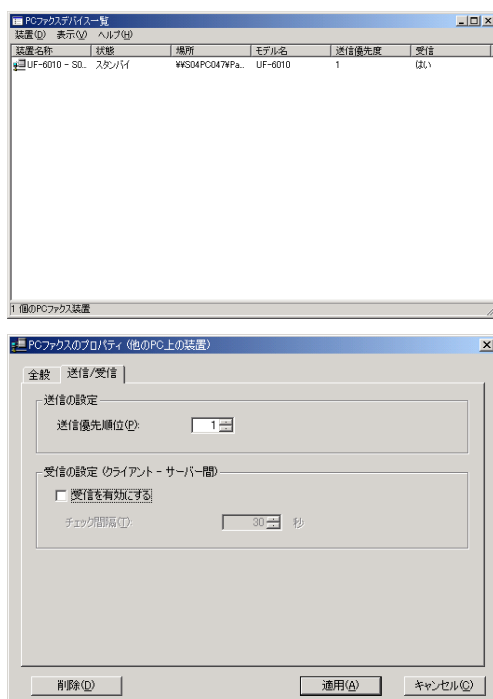 PCファクスデバイス一覧
装置(D) 表示(V) ヘルプ(H)
装置名称 状態 場所 モデル名 送信優先度 受信
UF-6010 - S0... スタンバイ ¥¥S04PC047¥Pa... UF-6010 1 はい
1 個のPCファクス装置
PCファクスのプロパティ (他のPC上の装置)
全般 送信/受信
送信の設定
送信優先順位(P): 1
受信の設定 (クライアント - サーバー間)
受信を有効にする
チェック間隔(T): 30 秒
削除(D) 適用(A) キャンセル(C)